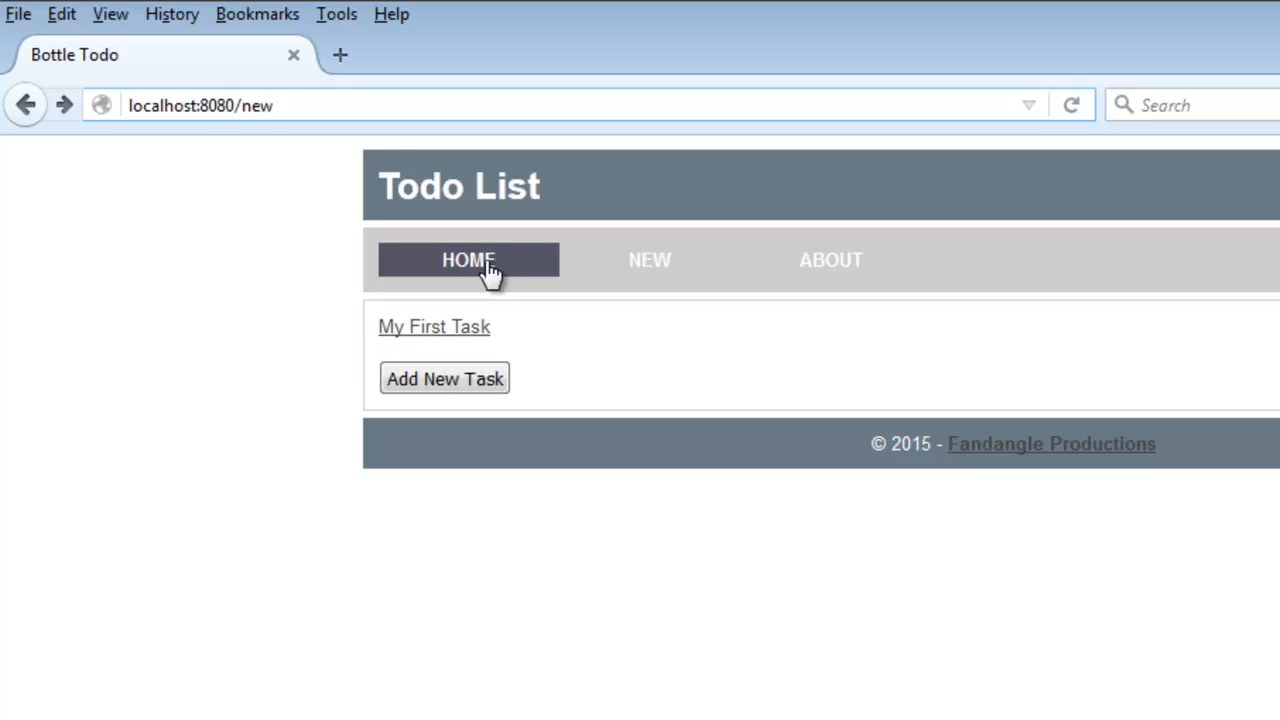 File Edit View History Bookmarks Tools Help
Bottle Todo
localhost:8080/new
Search
Todo List
HOME NEW ABOUT
My First Task
Add New Task
© 2015 - Fandangle Productions